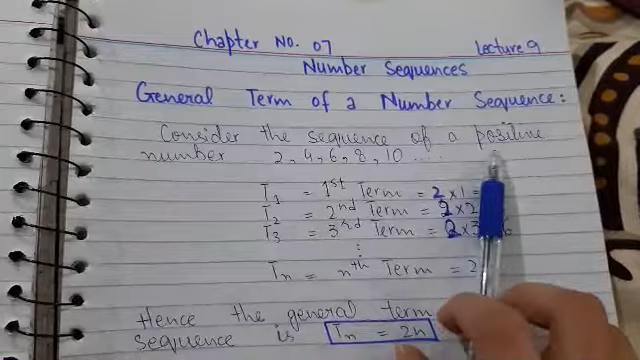 Chapter No. 07 Lecture 9
Number Sequences
General Term of a Number Sequence:
Consider the sequence of a positive
number 2, 4, 6, 8, 10 ....
T1 = 1st Term = 2 x 1 =
T2 = 2nd Term = 2 x 2
T3 = 3rd Term = 2 x 3
:
Tn = nth Term = 2
Hence the general term
sequence is Tn = 2n